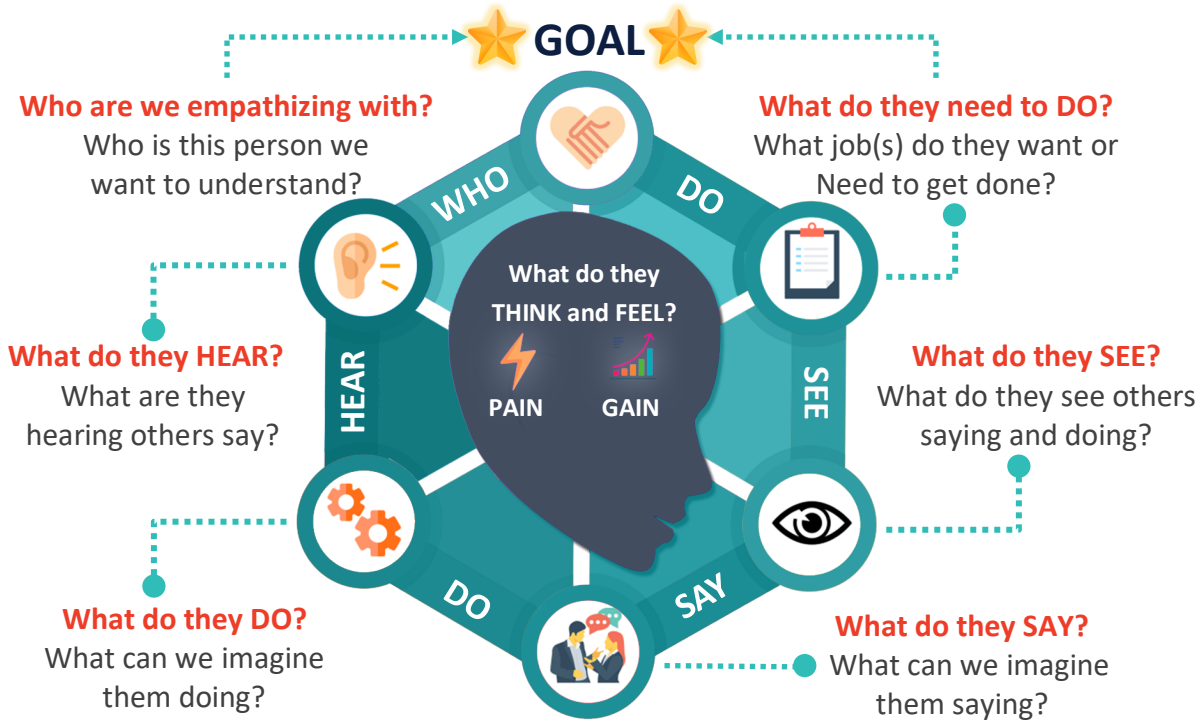 GOAL
Who are we empathizing with?
Who is this person we
want to understand?
What do they need to DO?
What job(s) do they want or
Need to get done?
WHO
DO
What do they
THINK and FEEL?
PAIN
GAIN
What do they HEAR?
What are they
hearing others say?
HEAR
SEE
What do they SEE?
What do they see others
saying and doing?
DO
SAY
What do they DO?
What can we imagine
them doing?
What do they SAY?
What can we imagine
them saying?